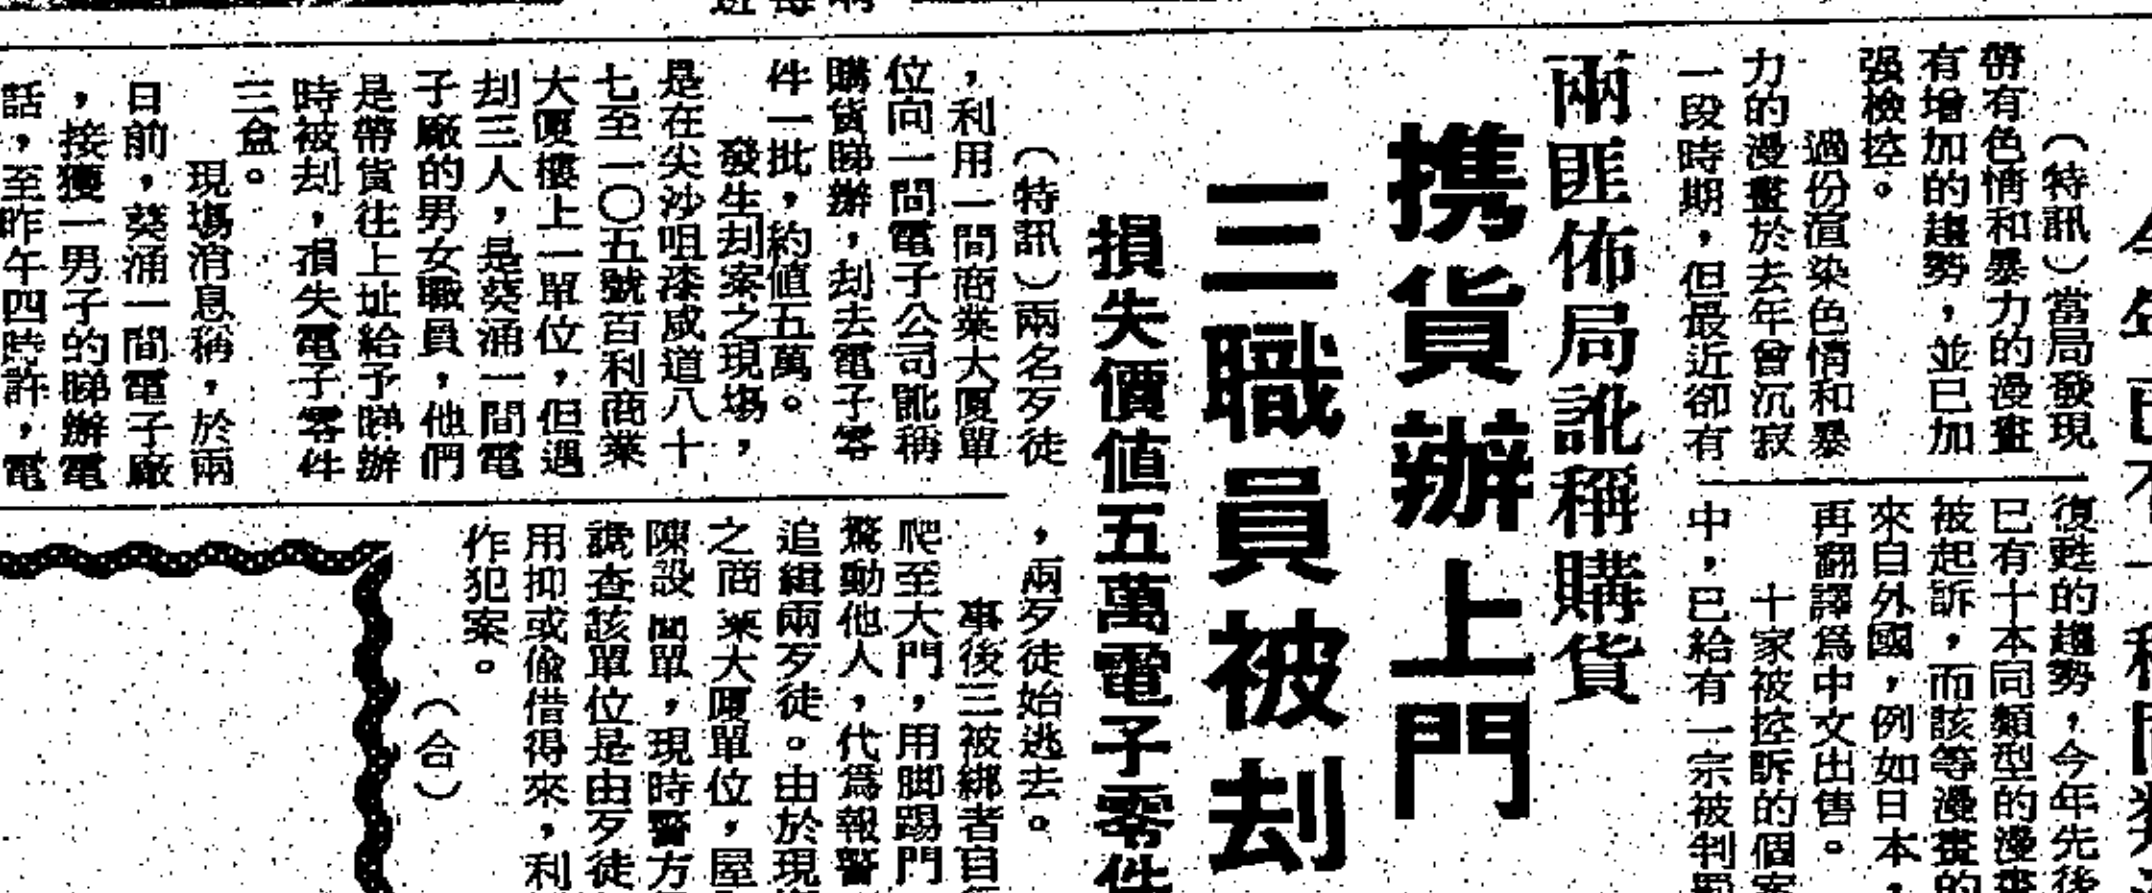 （特訊）當局發現
帶有色情和暴力的漫畫
有增加的趨勢，並已加
强檢控。
過份渲染色情和暴
力的漫畫於去年曾沉寂
一段時期，但最近卻有
復甦的趨勢，今年先後
已有十本同類型的漫畫
被起訴，而該等漫畫的
來自外國，例如日本，
再翻譯爲中文出售。
十家被控訴的個案
中，已給有一宗被判罰
兩匪佈局訛稱購貨
携貨辦上門
三職員被刦
損失價值五萬電子零件
（特訊）兩名歹徒
，利用一間商業大廈單
位向一間電子公司訛稱
購貨睇辦，刦去電子零
件一批，約值五萬。
發生刦案之現塲，
是在尖沙咀漆咸道八十
七至一〇五號百利商業
大廈樓上一單位，但遇
刦三人，是葵涌一間電
子廠的男女職員，他們
是帶貨往上址給予睇辦
時被刦，損失電子零件
三盒。
現塲消息稱，於兩
日前，葵涌一間電子廠
，接獲一男子的睇辦電
話，至昨午四時許，電
，兩歹徒始逃去。
事後三被綁者自
爬至大門，用脚踢門
驚動他人，代爲報警
追緝兩歹徒。由於現
之商業大廈單位，屋
陳設簡單，現時警方
調查該單位是由歹徒
用抑或偷借得來，利
作犯案。
（合）